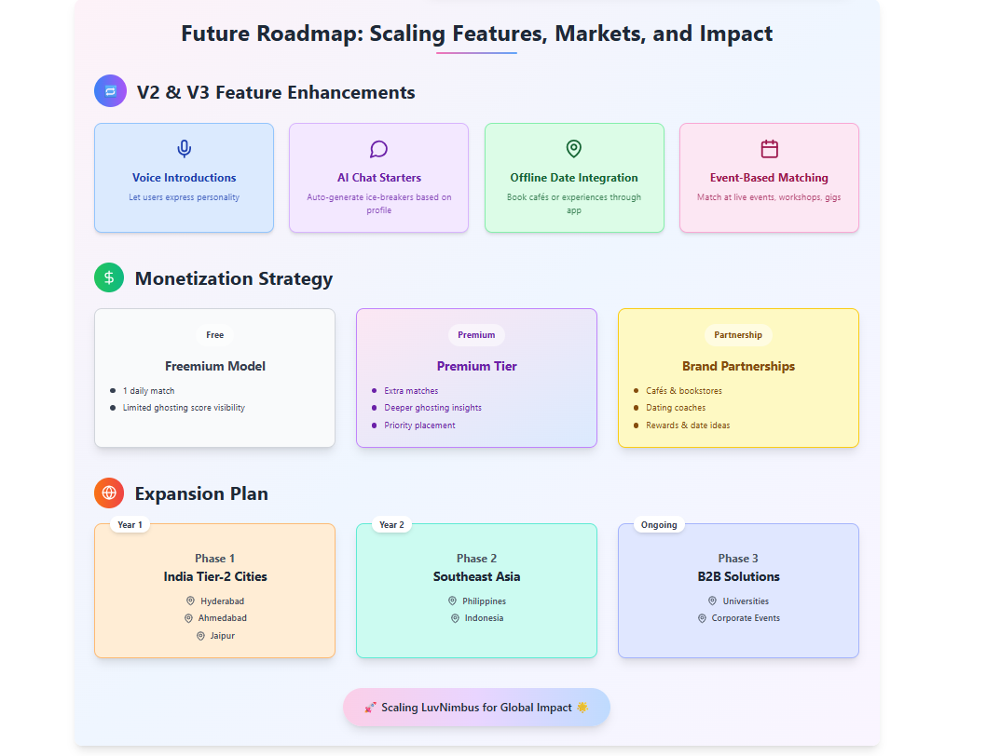 Future Roadmap: Scaling Features, Markets, and Impact
V2 & V3 Feature Enhancements
Voice Introductions
Let users express personality
AI Chat Starters
Auto-generate ice-breakers based on
profile
Offline Date Integration
Book cafés or experiences through
app
Event-Based Matching
Match at live events, workshops, gigs
Monetization Strategy
Free
Freemium Model
1 daily match
Limited ghosting score visibility
Premium
Premium Tier
Extra matches
Deeper ghosting insights
Priority placement
Partnership
Brand Partnerships
Cafés & bookstores
Dating coaches
Rewards & date ideas
Expansion Plan
Year 1
Phase 1
India Tier-2 Cities
Hyderabad
Ahmedabad
Jaipur
Year 2
Phase 2
Southeast Asia
Philippines
Indonesia
Ongoing
Phase 3
B2B Solutions
Universities
Corporate Events
🚀 Scaling LuvNimbus for Global Impact 🌟